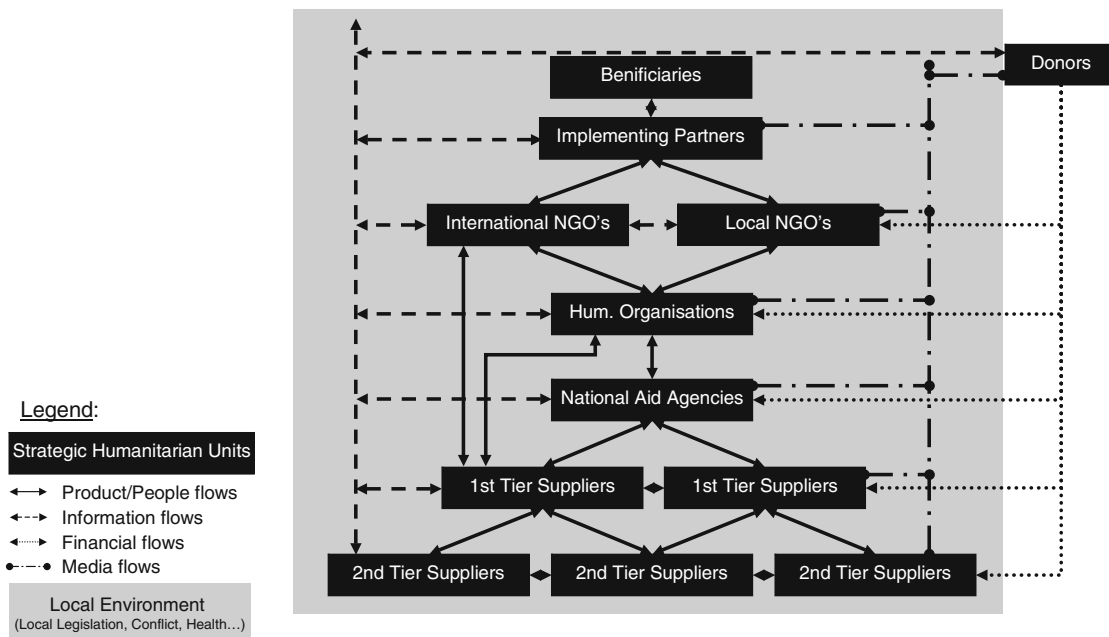 Donors
Benificiaries
Implementing Partners
International NGO's
Local NGO's
Hum. Organisations
National Aid Agencies
1st Tier Suppliers
1st Tier Suppliers
2nd Tier Suppliers
2nd Tier Suppliers
2nd Tier Suppliers
Legend:
Strategic Humanitarian Units
Product/People flows
Information flows
Financial flows
Media flows
Local Environment
(Local Legislation, Conflict, Health…)